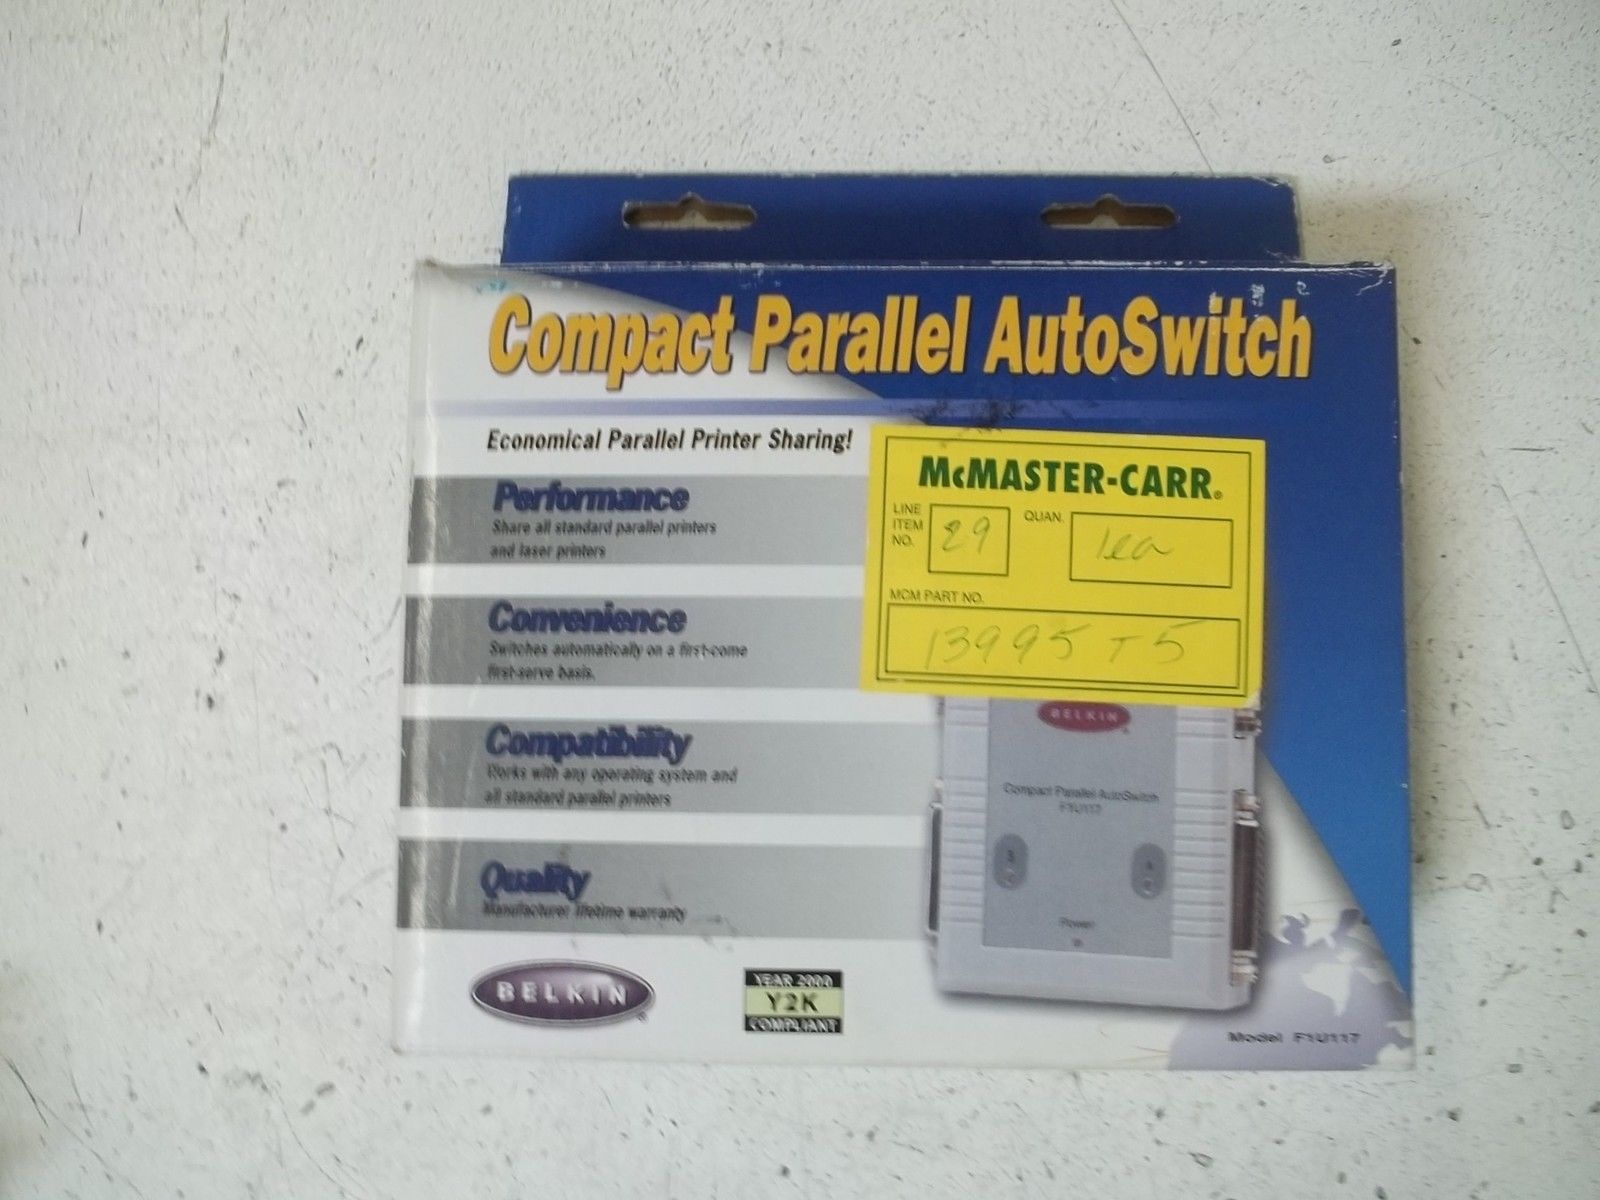 Compact Parallel AutoSwitch
Economical Parallel Printer Sharing!
Performance
Share all standard parallel printers
and laser printers
Convenience
Switches automatically on a first-come
first-serve basis.
Compatibility
Works with any operating system and
all standard parallel printers
Quality
Manufacturer lifetime warranty
BELKIN®
YEAR 2000
Y2K
COMPLIANT
McMASTER-CARR®
LINE
ITEM
NO.
29
QUAN.
1ea
MCM PART NO.
13995T5
BELKIN®
Compact Parallel AutoSwitch
F1U117
Power
Model F1U117